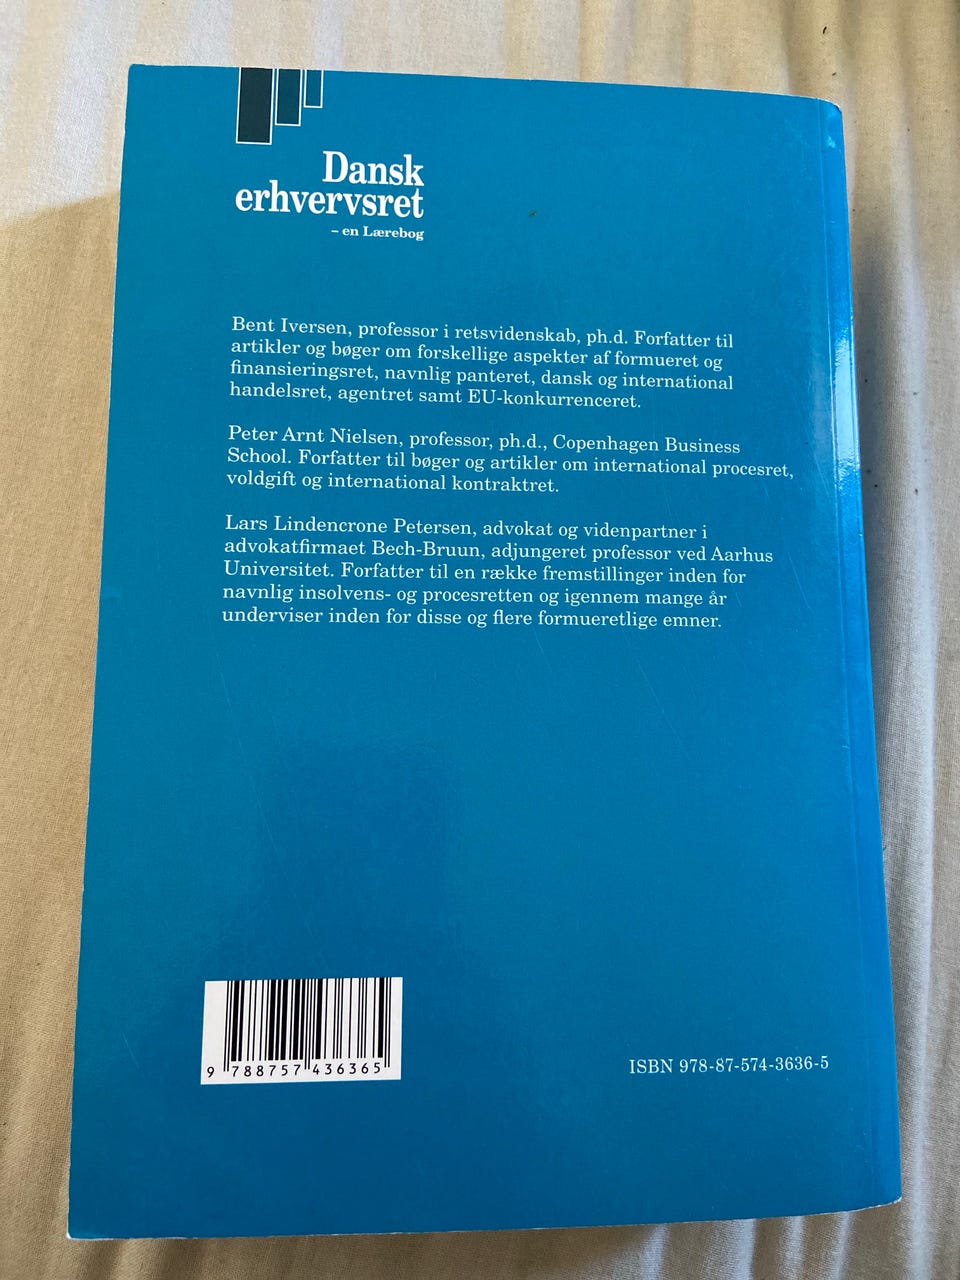 Dansk
erhvervsret
– en Lærebog
Bent Iversen, professor i retsvidenskab, ph.d. Forfatter til
artikler og bøger om forskellige aspekter af formueret og
finansieringsret, navnlig panteret, dansk og international
handelsret, agentret samt EU-konkurrenceret.
Peter Arnt Nielsen, professor, ph.d., Copenhagen Business
School. Forfatter til bøger og artikler om international procesret,
voldgift og international kontraktret.
Lars Lindencrone Petersen, advokat og videnpartner i
advokatfirmaet Bech-Bruun, adjungeret professor ved Aarhus
Universitet. Forfatter til en række fremstillinger inden for
navnlig insolvens- og procesretten og igennem mange år
underviser inden for disse og flere formueretlige emner.
9 788757 436365
ISBN 978-87-574-3636-5